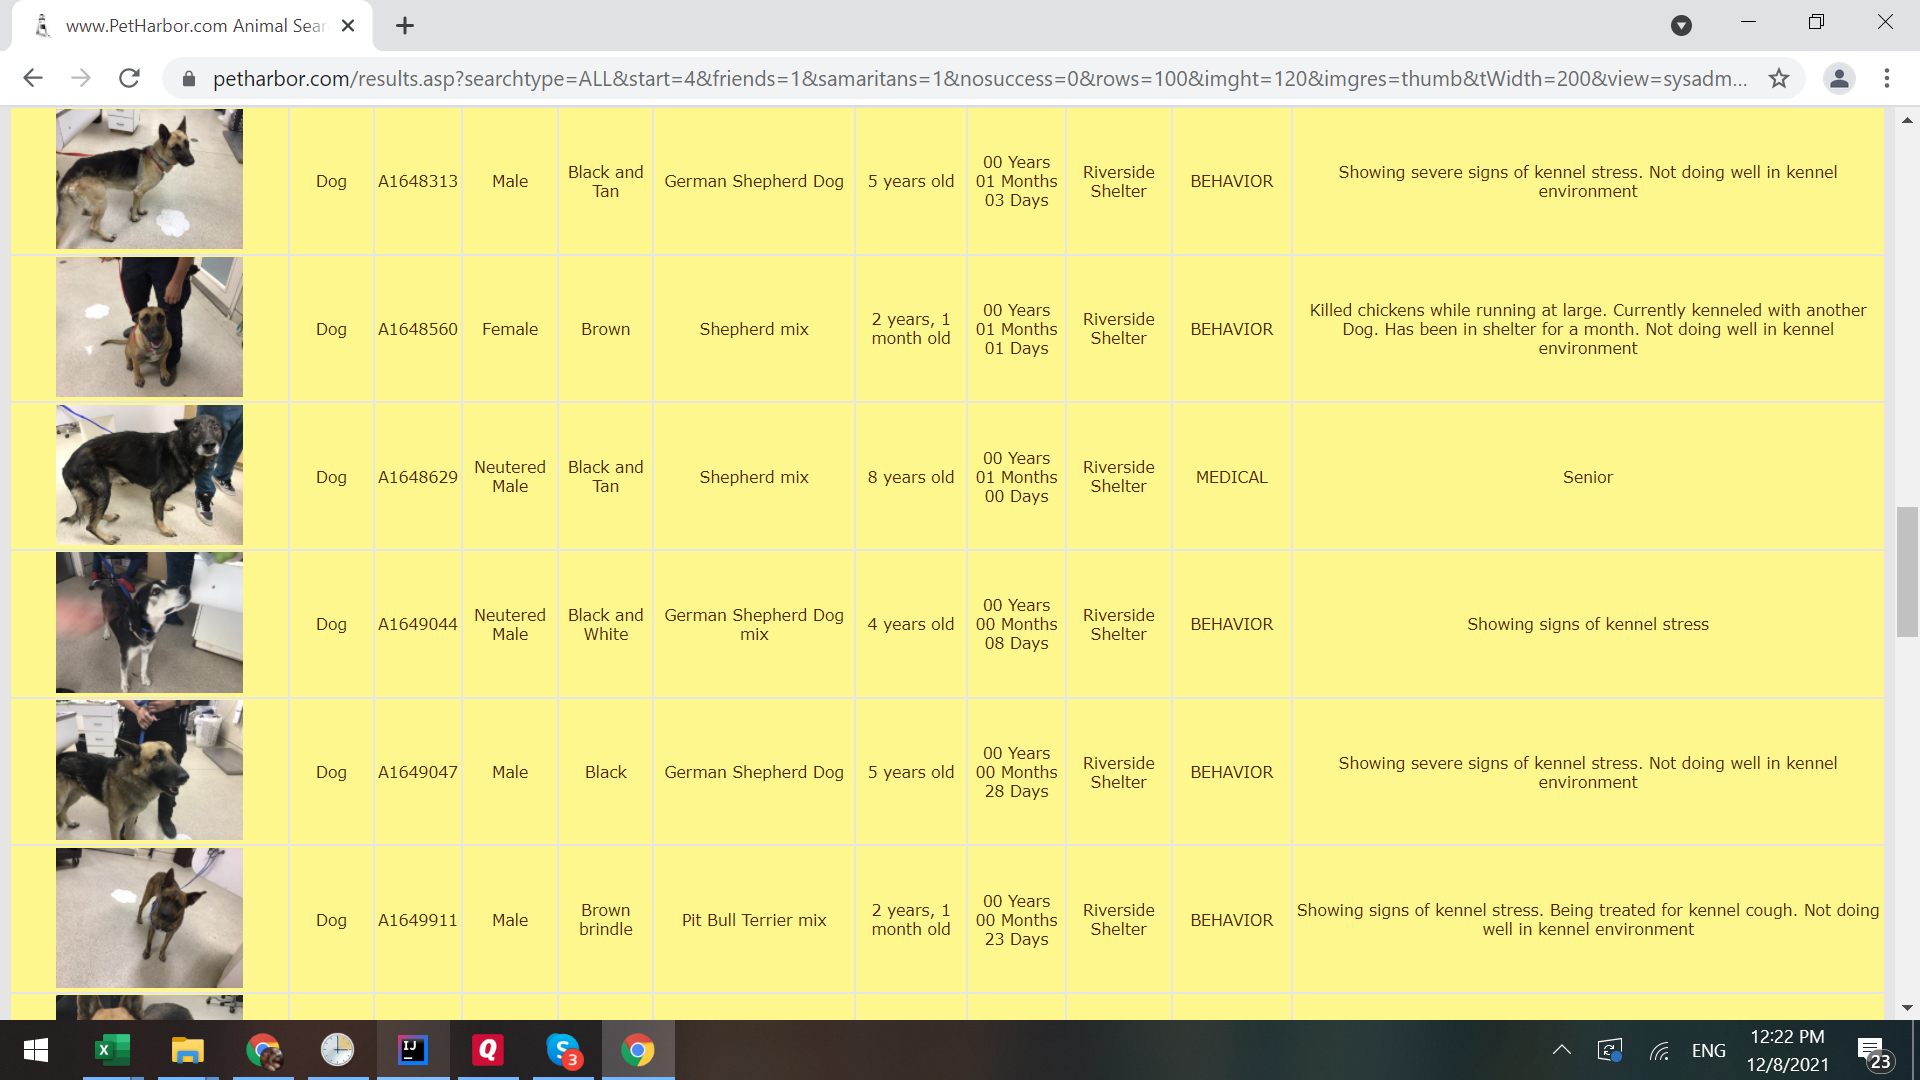 www.PetHarbor.com Animal Sear
petharbor.com/results.asp?searchtype=ALL&start=4&friends=1&samaritans=1&nosuccess=0&rows=100&imght=120&imgres=thumb&tWidth=200&view=sysadm...
Dog
A1648313
Male
Black and
Tan
German Shepherd Dog
5 years old
00 Years
01 Months
03 Days
Riverside
Shelter
BEHAVIOR
Showing severe signs of kennel stress. Not doing well in kennel
environment
Dog
A1648560
Female
Brown
Shepherd mix
2 years, 1
month old
00 Years
01 Months
01 Days
Riverside
Shelter
BEHAVIOR
Killed chickens while running at large. Currently kenneled with another
Dog. Has been in shelter for a month. Not doing well in kennel
environment
Dog
A1648629
Neutered
Male
Black and
Tan
Shepherd mix
8 years old
00 Years
01 Months
00 Days
Riverside
Shelter
MEDICAL
Senior
Dog
A1649044
Neutered
Male
Black and
White
German Shepherd Dog
mix
4 years old
00 Years
00 Months
08 Days
Riverside
Shelter
BEHAVIOR
Showing signs of kennel stress
Dog
A1649047
Male
Black
German Shepherd Dog
5 years old
00 Years
00 Months
28 Days
Riverside
Shelter
BEHAVIOR
Showing severe signs of kennel stress. Not doing well in kennel
environment
Dog
A1649911
Male
Brown
brindle
Pit Bull Terrier mix
2 years, 1
month old
00 Years
00 Months
23 Days
Riverside
Shelter
BEHAVIOR
Showing signs of kennel stress. Being treated for kennel cough. Not doing
well in kennel environment
X
IJ
Q
S
3
ENG
12:22 PM
12/8/2021
23